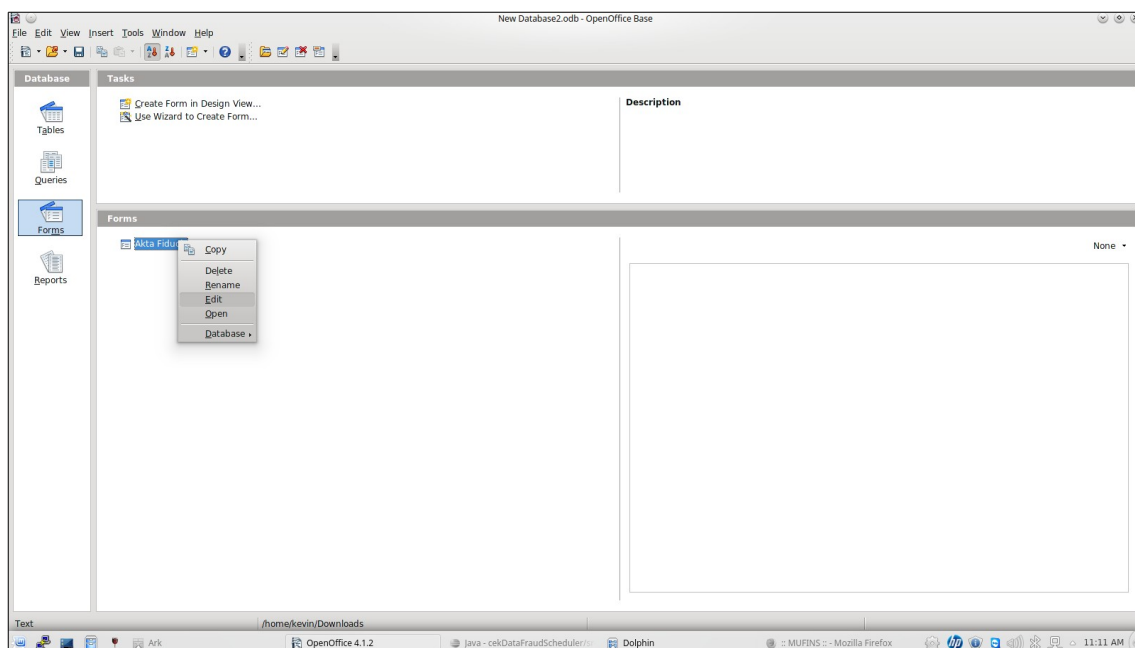 New Database2.odb - OpenOffice Base
File Edit View Insert Tools Window Help
Database
Tasks
Tables
Queries
Forms
Reports
Create Form in Design View...
Use Wizard to Create Form...
Description
Forms
Akta
Copy
Delete
Rename
Edit
Open
Database
None
Text
/home/kevin/Downloads
Ark
OpenOffice 4.1.2
Java - cekDataFraudScheduler
Dolphin
:: MUFINS :: - Mozilla Firefox
hp
11:11 AM